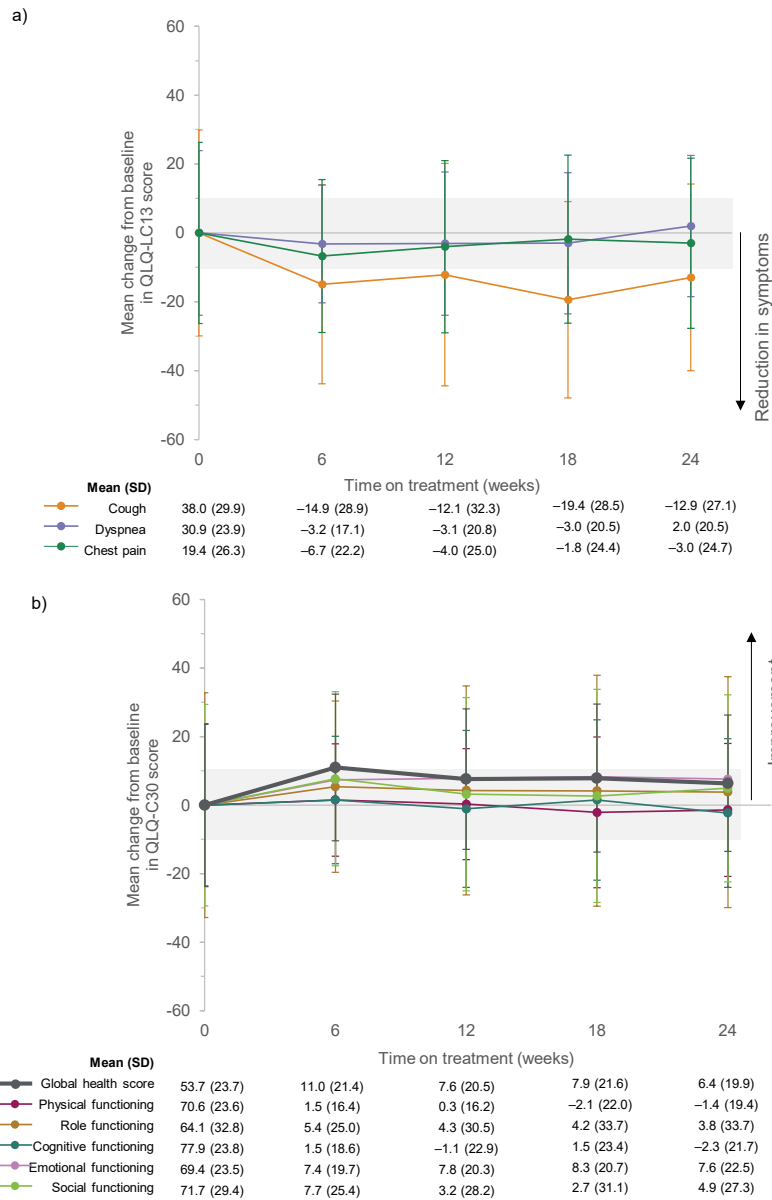 a)
60
40
20
0
-20
-40
-60
Mean change from baseline
in QLQ-LC13 score
Reduction in symptoms
0 6 12 18 24
Time on treatment (weeks)
Mean (SD)
Cough 38.0 (29.9) –14.9 (28.9) –12.1 (32.3) –19.4 (28.5) –12.9 (27.1)
Dyspnea 30.9 (23.9) –3.2 (17.1) –3.1 (20.8) –3.0 (20.5) 2.0 (20.5)
Chest pain 19.4 (26.3) –6.7 (22.2) –4.0 (25.0) –1.8 (24.4) –3.0 (24.7)
b)
60
40
20
0
-20
-40
-60
Mean change from baseline
in QLQ-C30 score
0 6 12 18 24
Time on treatment (weeks)
Mean (SD)
Global health score 53.7 (23.7) 11.0 (21.4) 7.6 (20.5) 7.9 (21.6) 6.4 (19.9)
Physical functioning 70.6 (23.6) 1.5 (16.4) 0.3 (16.2) –2.1 (22.0) –1.4 (19.4)
Role functioning 64.1 (32.8) 5.4 (25.0) 4.3 (30.5) 4.2 (33.7) 3.8 (33.7)
Cognitive functioning 77.9 (23.8) 1.5 (18.6) –1.1 (22.9) 1.5 (23.4) –2.3 (21.7)
Emotional functioning 69.4 (23.5) 7.4 (19.7) 7.8 (20.3) 8.3 (20.7) 7.6 (22.5)
Social functioning 71.7 (29.4) 7.7 (25.4) 3.2 (28.2) 2.7 (31.1) 4.9 (27.3)